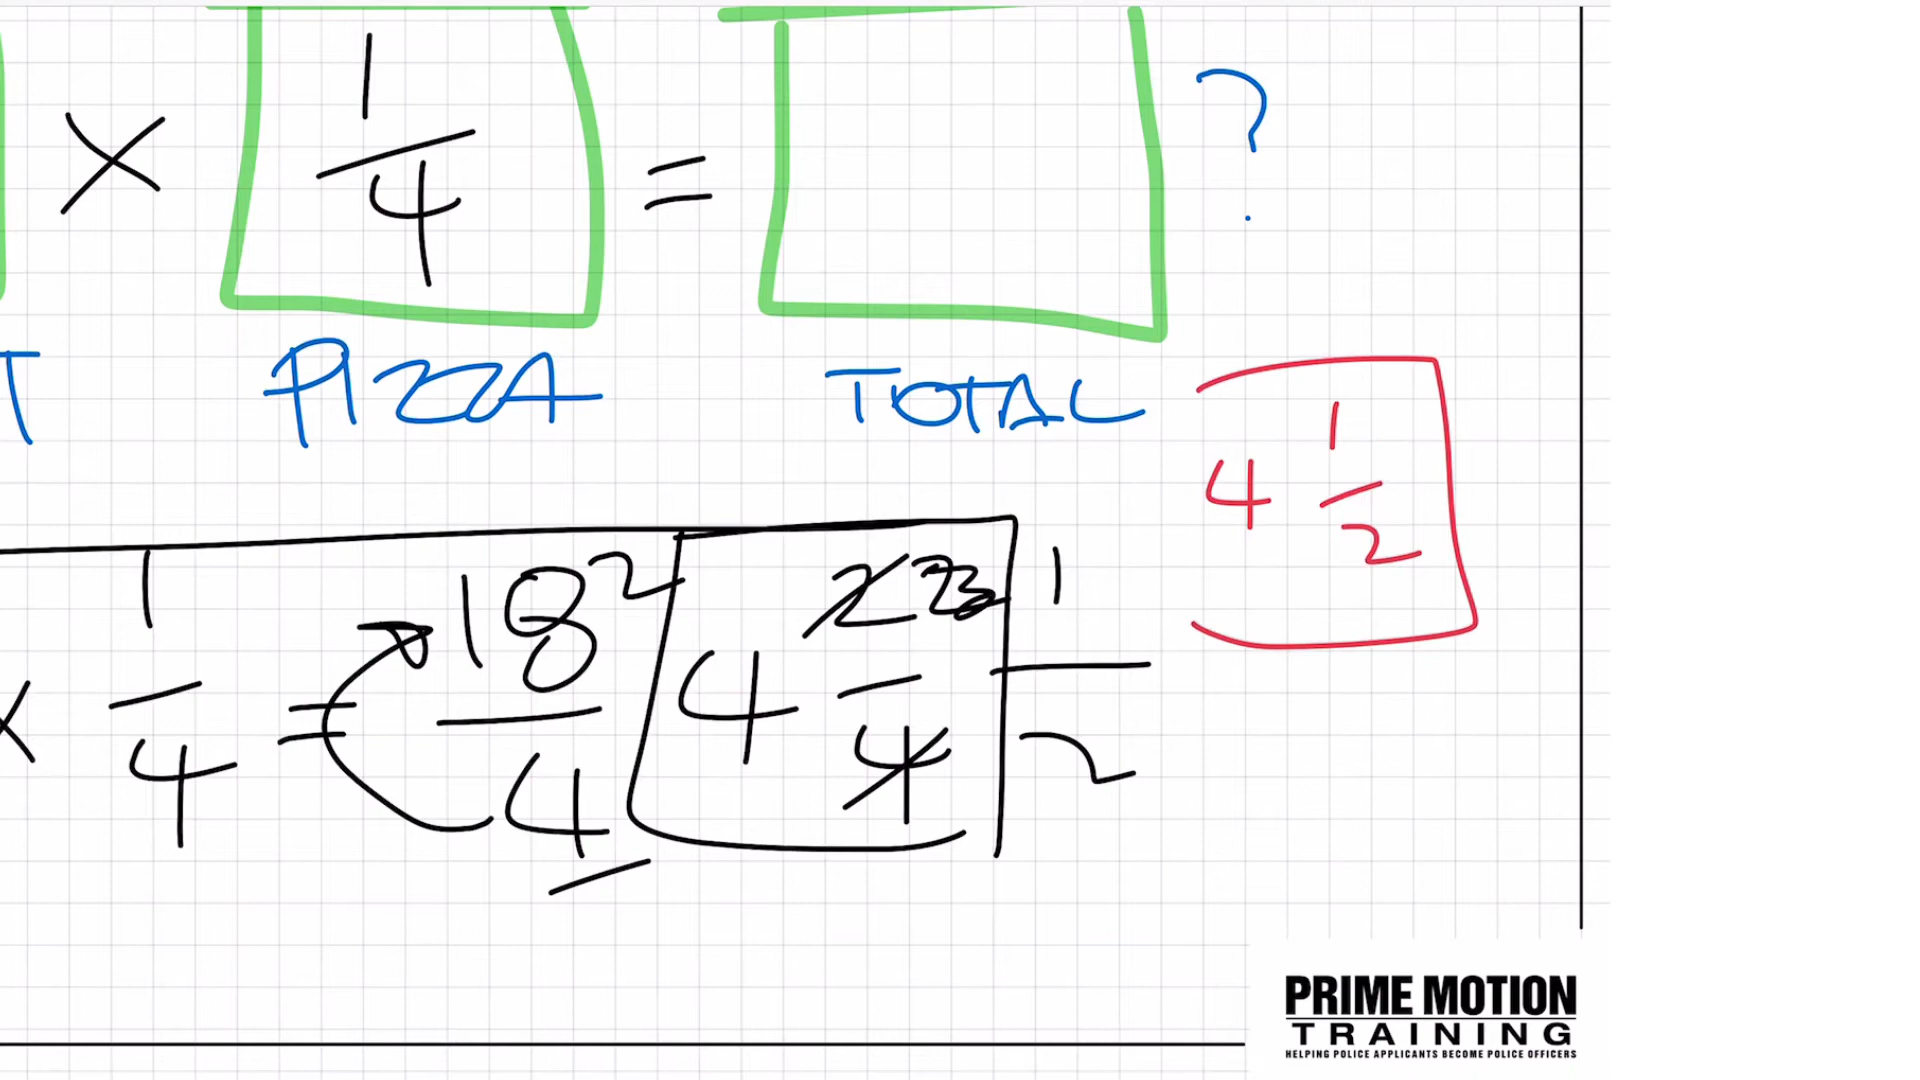 × 1/4 = ?
T PIZZA TOTAL
4 1/2
× 1/4 = 18/4 2 4 2/4 1/2
PRIME MOTION
TRAINING
HELPING POLICE APPLICANTS BECOME POLICE OFFICERS